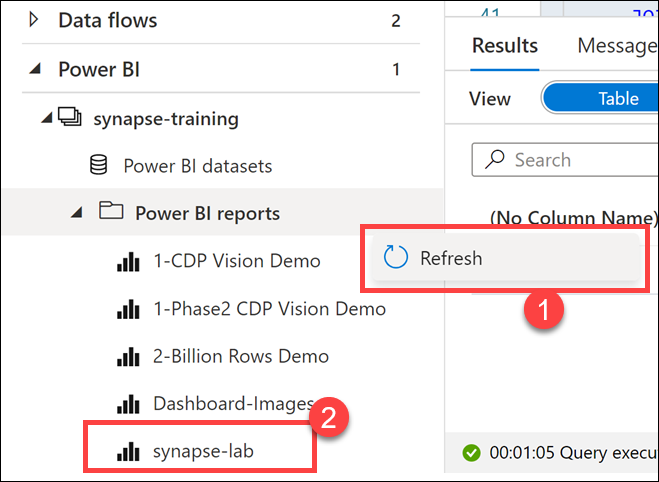 Data flows 2
Power BI 1
synapse-training
Power BI datasets
Power BI reports
1-CDP Vision Demo
1-Phase2 CDP Vision Demo
2-Billion Rows Demo
Dashboard-Images
2
synapse-lab
41
Results Message
View Table
Search
(No Column Name)
Refresh
1
00:01:05 Query execu